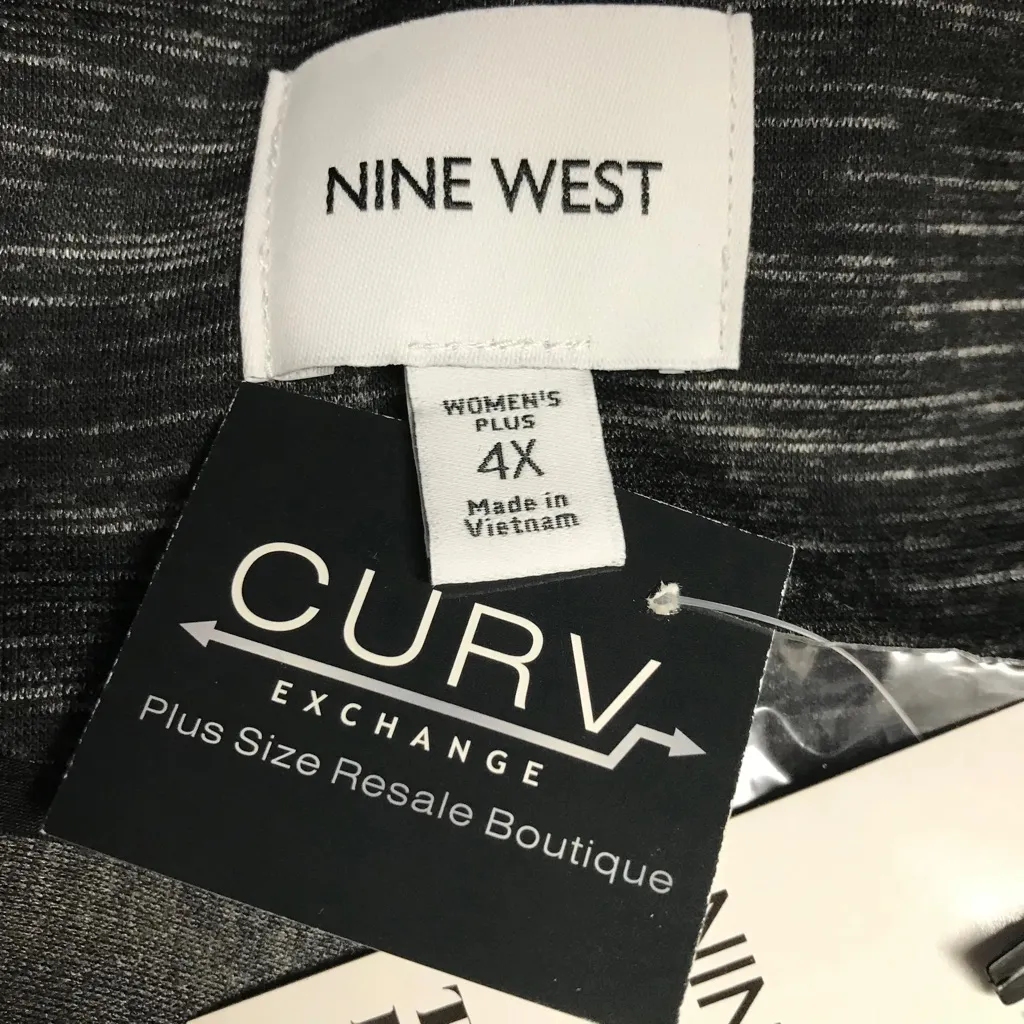 NINE WEST
WOMEN'S
PLUS
4X
Made in
Vietnam
CURV
EXCHANGE
Plus Size Resale Boutique